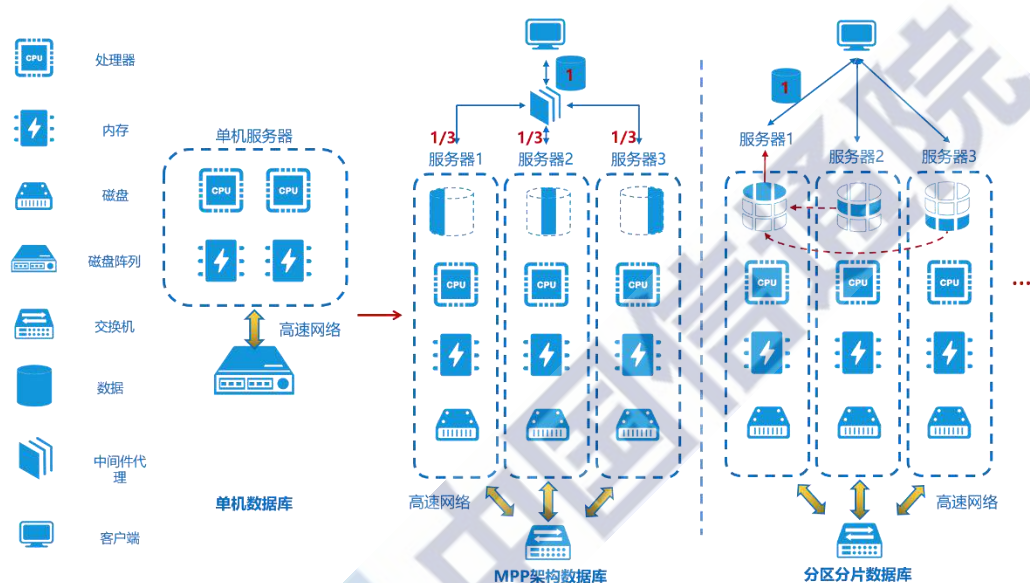 处理器
内存
磁盘
磁盘阵列
交换机
数据
中间件代
理
客户端
CPU
单机服务器
CPU
CPU
高速网络
单机数据库
1
1/3
1/3
1/3
服务器1
服务器2
服务器3
CPU
CPU
CPU
高速网络
MPP架构数据库
1
服务器1
服务器2
服务器3
CPU
CPU
CPU
...
高速网络
分区分片数据库
中国信通院